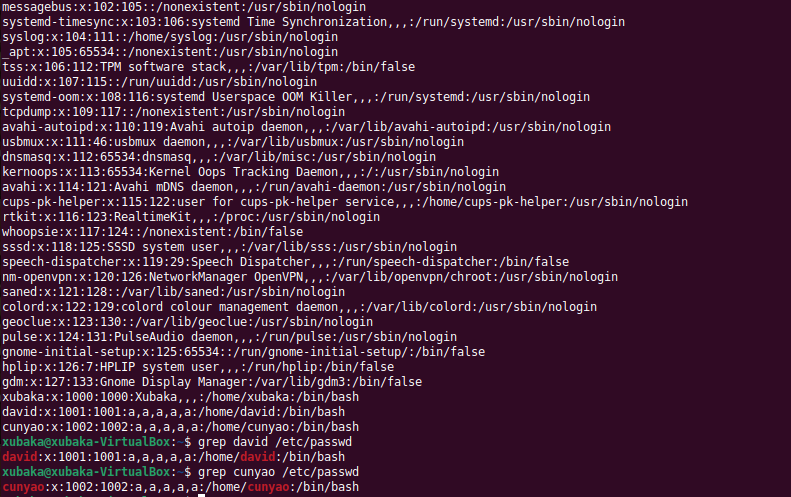 messagebus:x:102:105::/nonexistent:/usr/sbin/nologin
systemd-timesync:x:103:106:systemd Time Synchronization,,,:/run/systemd:/usr/sbin/nologin
syslog:x:104:111::/home/syslog:/usr/sbin/nologin
_apt:x:105:65534::/nonexistent:/usr/sbin/nologin
tss:x:106:112:TPM software stack,,,:/var/lib/tpm:/bin/false
uuidd:x:107:115::/run/uuidd:/usr/sbin/nologin
systemd-oom:x:108:116:systemd Userspace OOM Killer,,,:/run/systemd:/usr/sbin/nologin
tcpdump:x:109:117::/nonexistent:/usr/sbin/nologin
avahi-autoipd:x:110:119:Avahi autoip daemon,,,:/var/lib/avahi-autoipd:/usr/sbin/nologin
usbmux:x:111:46:usbmux daemon,,,:/var/lib/usbmux:/usr/sbin/nologin
dnsmasq:x:112:65534:dnsmasq,,,:/var/lib/misc:/usr/sbin/nologin
kernoops:x:113:65534:Kernel Oops Tracking Daemon,,,:/:/usr/sbin/nologin
avahi:x:114:121:Avahi mDNS daemon,,,:/run/avahi-daemon:/usr/sbin/nologin
cups-pk-helper:x:115:122:user for cups-pk-helper service,,,:/home/cups-pk-helper:/usr/sbin/nologin
rtkit:x:116:123:RealtimeKit,,,:/proc:/usr/sbin/nologin
whoopsie:x:117:124::/nonexistent:/bin/false
sssd:x:118:125:SSSD system user,,,:/var/lib/sss:/usr/sbin/nologin
speech-dispatcher:x:119:29:Speech Dispatcher,,,:/run/speech-dispatcher:/bin/false
nm-openvpn:x:120:126:NetworkManager OpenVPN,,,:/var/lib/openvpn/chroot:/usr/sbin/nologin
saned:x:121:128::/var/lib/saned:/usr/sbin/nologin
colord:x:122:129:colord colour management daemon,,,:/var/lib/colord:/usr/sbin/nologin
geoclue:x:123:130::/var/lib/geoclue:/usr/sbin/nologin
pulse:x:124:131:PulseAudio daemon,,,:/run/pulse:/usr/sbin/nologin
gnome-initial-setup:x:125:65534::/run/gnome-initial-setup/:/bin/false
hplip:x:126:7:HPLIP system user,,,:/run/hplip:/bin/false
gdm:x:127:133:Gnome Display Manager:/var/lib/gdm3:/bin/false
xubaka:x:1000:1000:Xubaka,,,:/home/xubaka:/bin/bash
david:x:1001:1001:a,a,a,a,a:/home/david:/bin/bash
cunyao:x:1002:1002:a,a,a,a,a:/home/cunyao:/bin/bash
xubaka@xubaka-VirtualBox:~$ grep david /etc/passwd
david:x:1001:1001:a,a,a,a,a:/home/david:/bin/bash
xubaka@xubaka-VirtualBox:~$ grep cunyao /etc/passwd
cunyao:x:1002:1002:a,a,a,a,a:/home/cunyao:/bin/bash